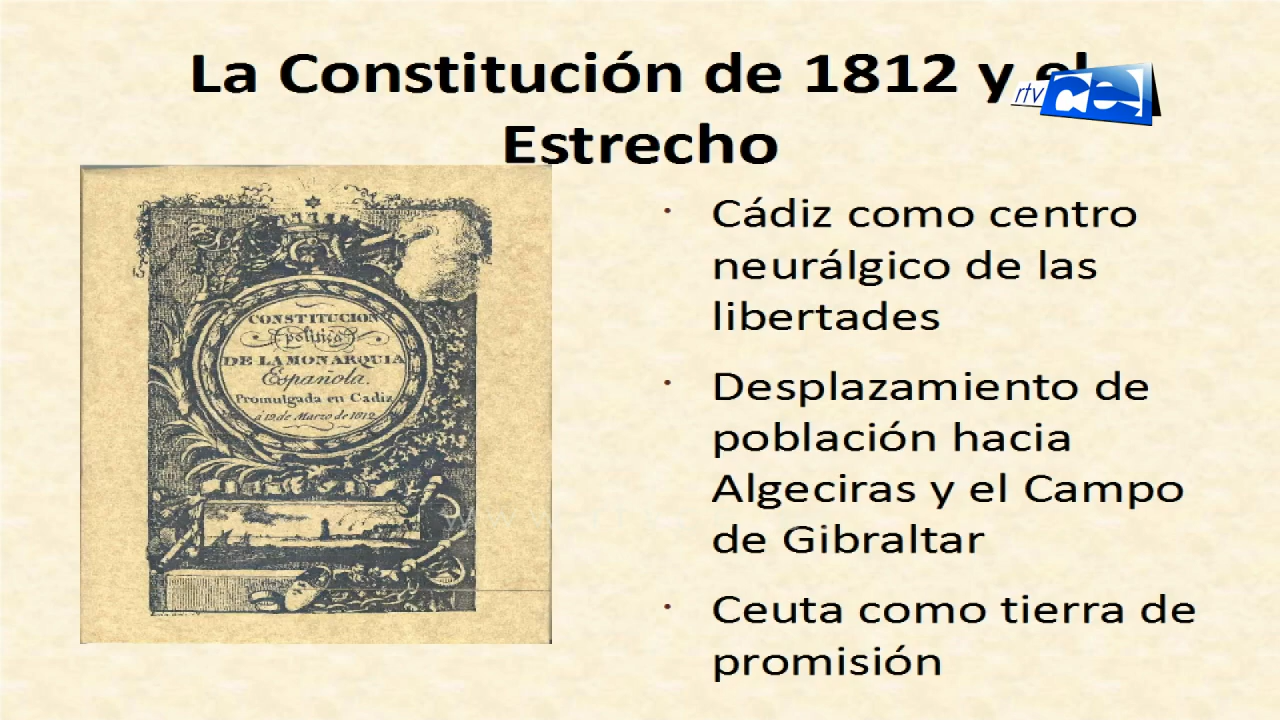 La Constitución de 1812 y el
Estrecho
rtv ce!
CONSTITUCION
politica
DE LA MONARQUIA
Española.
Promulgada en Cadiz
á 19 de Marzo de 1812.
· Cádiz como centro
neurálgico de las
libertades
· Desplazamiento de
población hacia
Algeciras y el Campo
de Gibraltar
· Ceuta como tierra de
promisión